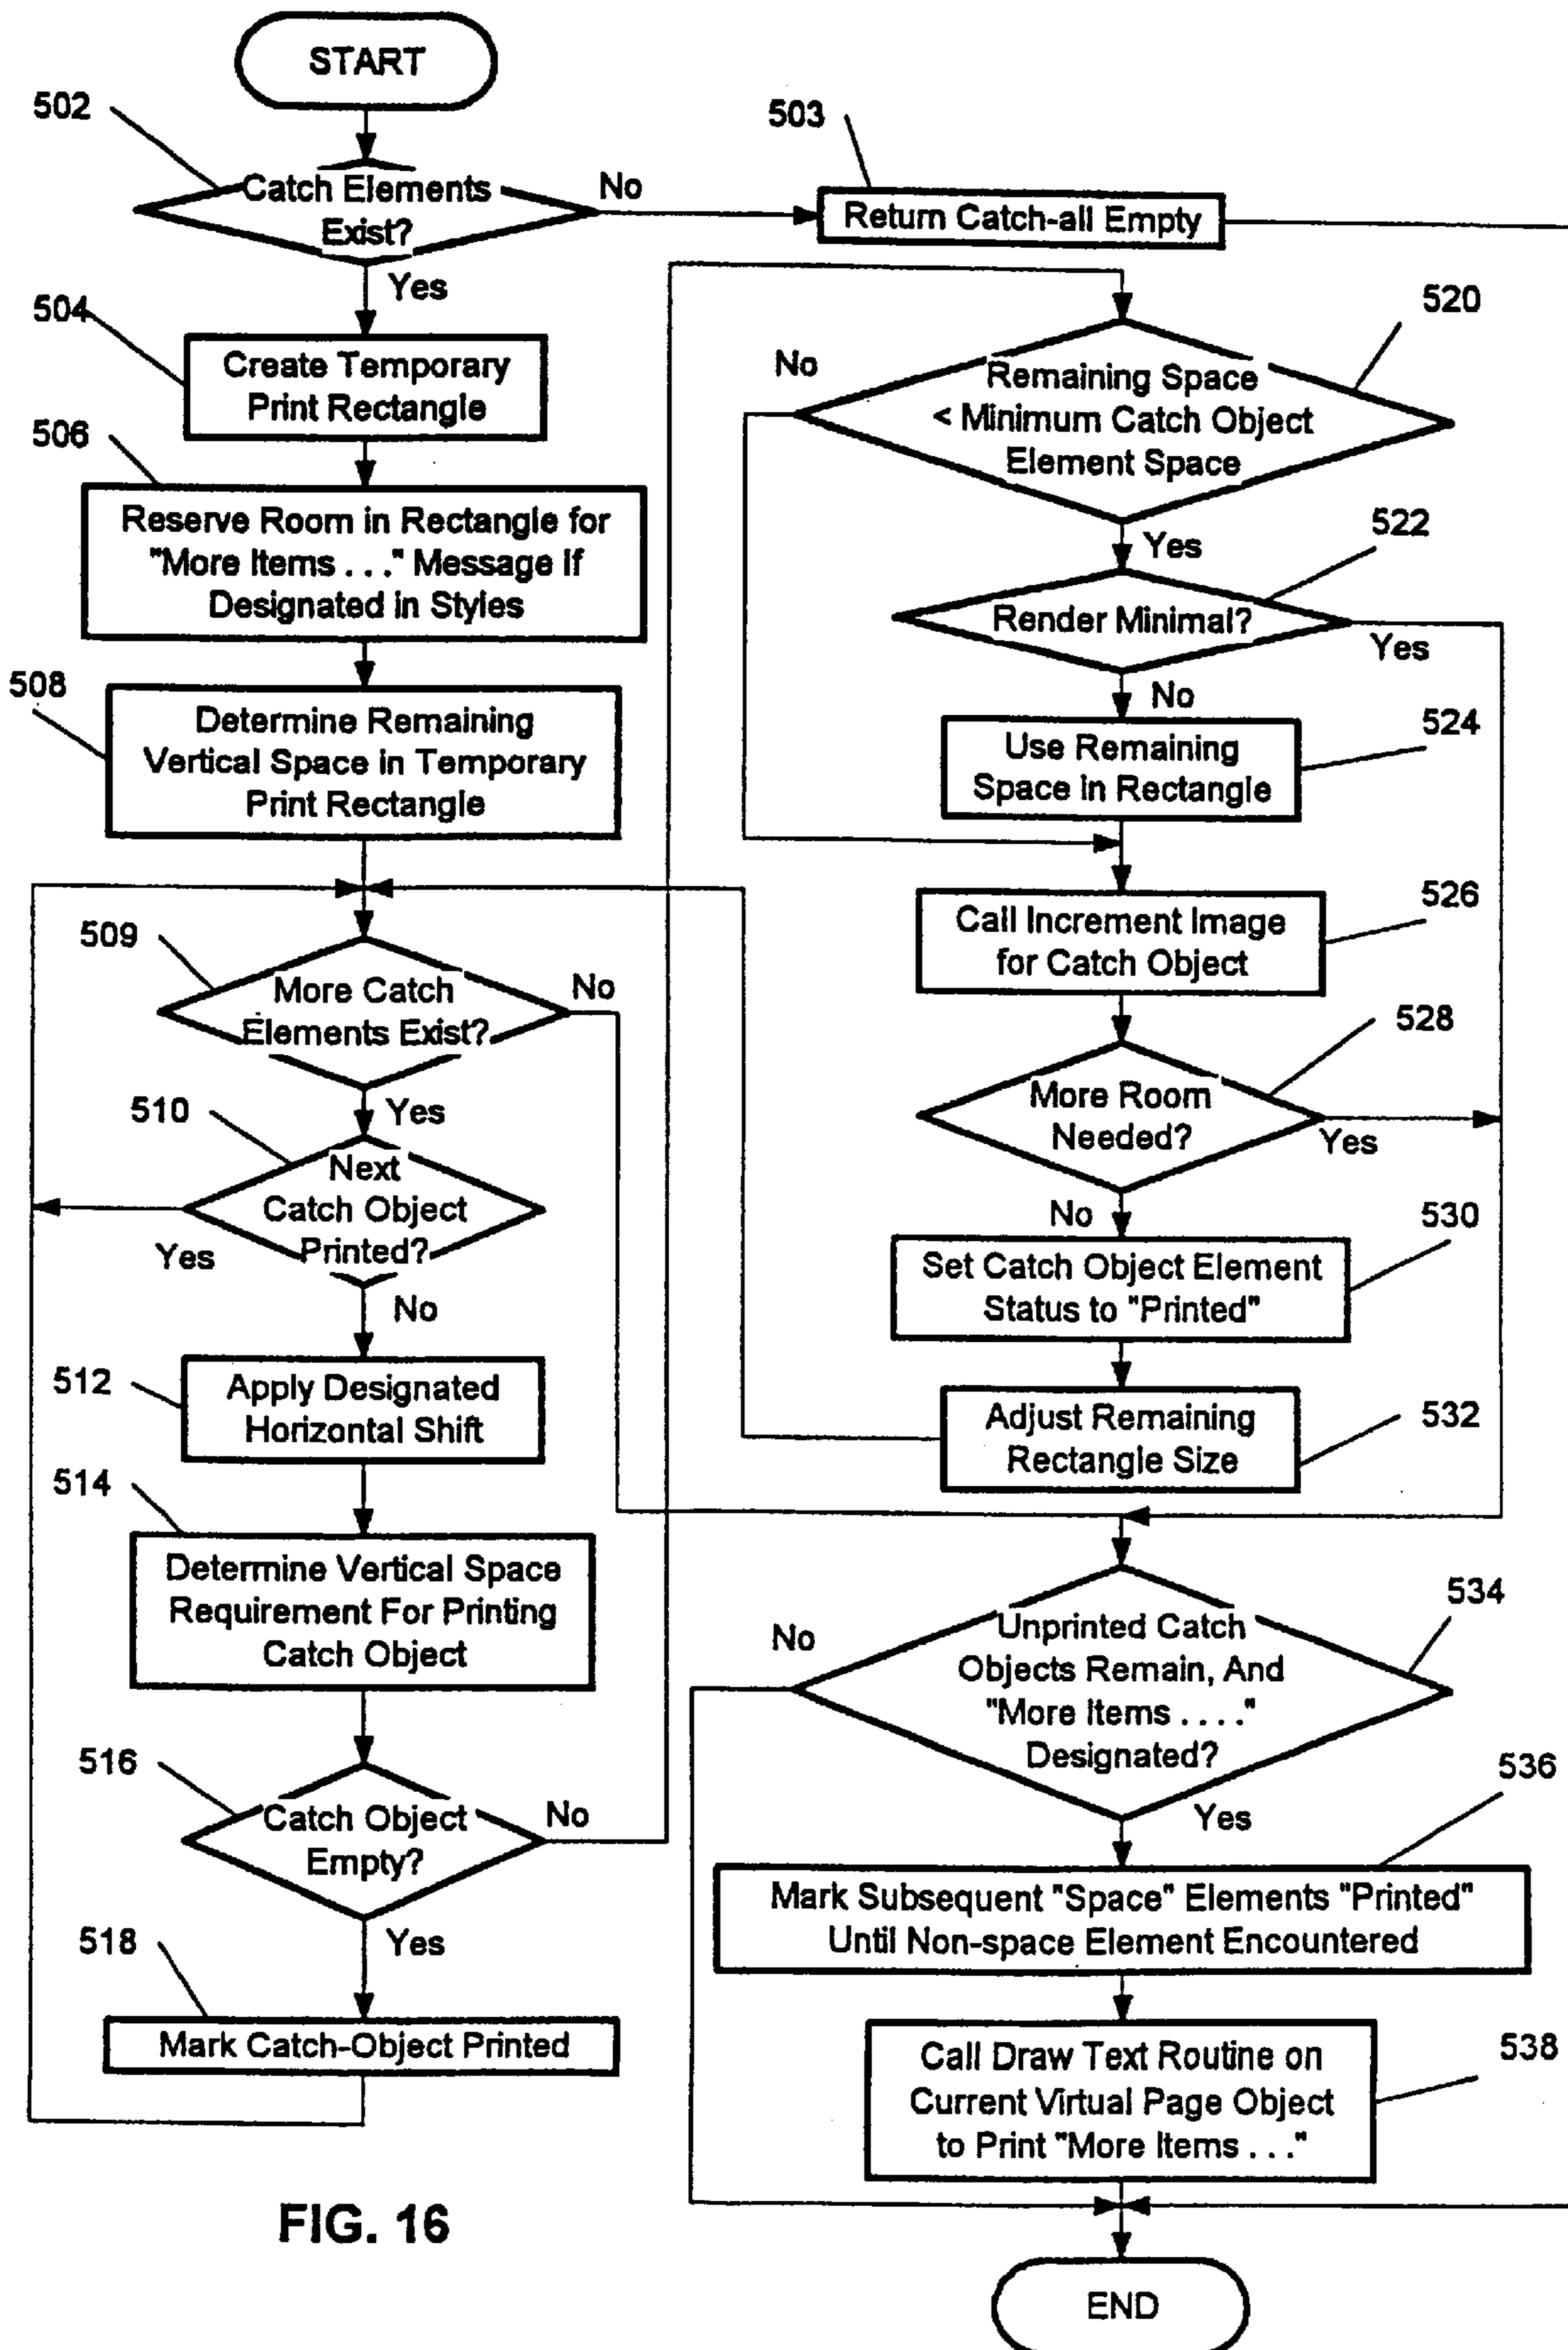 START
502
Catch Elements
Exist?
No
Yes
503
Return Catch-all Empty
504
Create Temporary
Print Rectangle
506
Reserve Room in Rectangle for
"More Items . . ." Message If
Designated in Styles
508
Determine Remaining
Vertical Space in Temporary
Print Rectangle
509
More Catch
Elements Exist?
No
Yes
510
Next
Catch Object
Printed?
Yes
No
512
Apply Designated
Horizontal Shift
514
Determine Vertical Space
Requirement For Printing
Catch Object
516
Catch Object
Empty?
No
Yes
518
Mark Catch-Object Printed
520
No
Remaining Space
< Minimum Catch Object
Element Space
Yes
522
Render Minimal?
Yes
No
524
Use Remaining
Space in Rectangle
526
Call Increment Image
for Catch Object
528
More Room
Needed?
Yes
No
530
Set Catch Object Element
Status to "Printed"
532
Adjust Remaining
Rectangle Size
534
No
Unprinted Catch
Objects Remain, And
"More Items . . . ."
Designated?
Yes
536
Mark Subsequent "Space" Elements "Printed"
Until Non-space Element Encountered
538
Call Draw Text Routine on
Current Virtual Page Object
to Print "More Items . . ."
END
FIG. 16